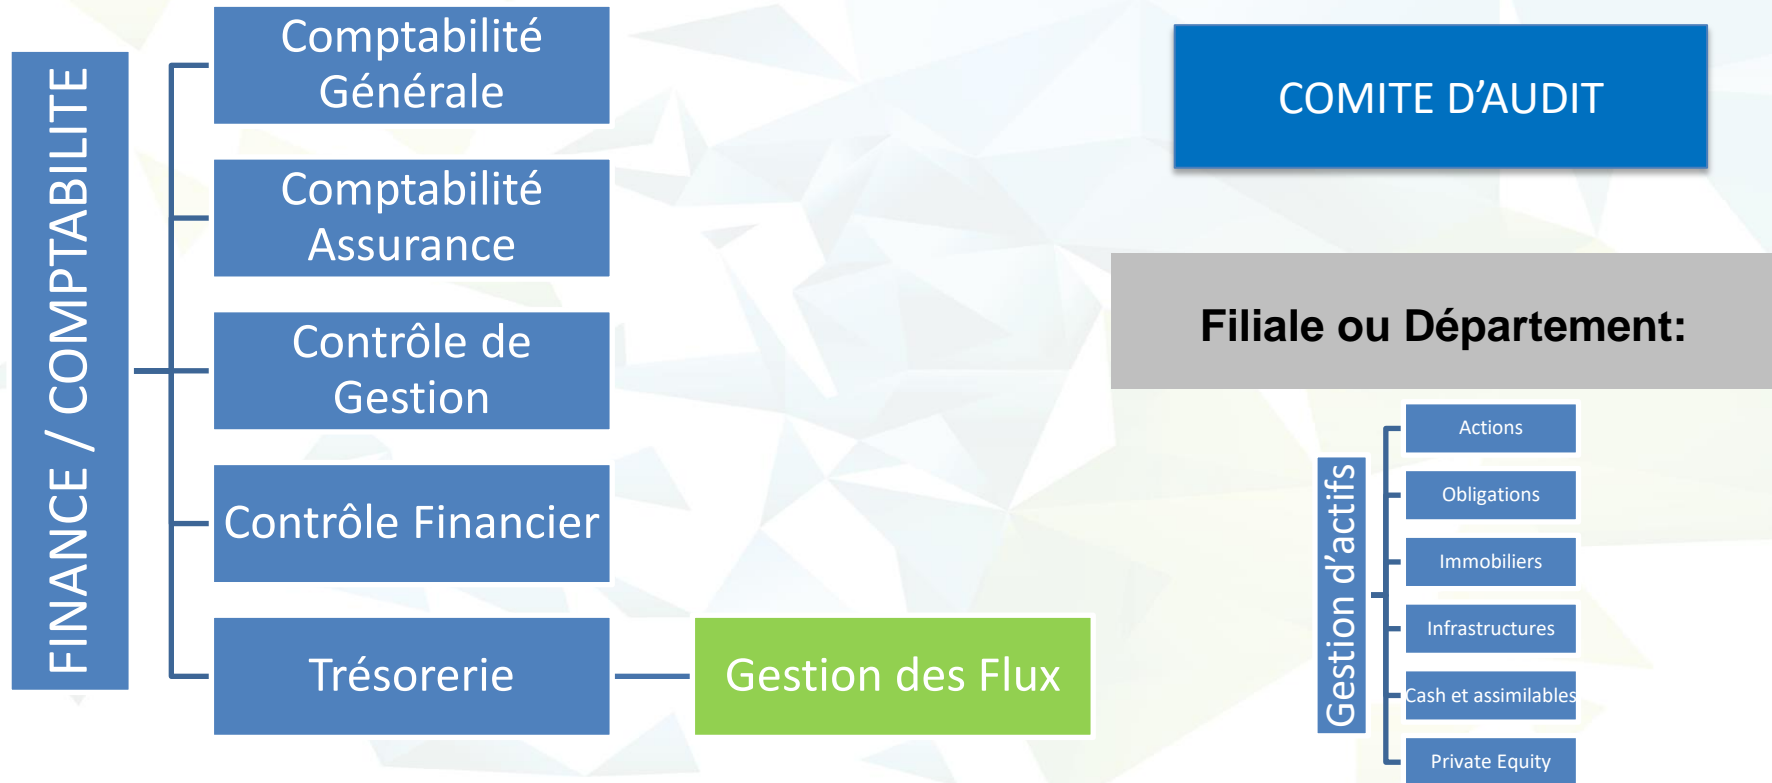 FINANCE / COMPTABILITE
Comptabilité
Générale
Comptabilité
Assurance
Contrôle de
Gestion
Contrôle Financier
Trésorerie
Gestion des Flux
COMITE D’AUDIT
Filiale ou Département:
Gestion d’actifs
Actions
Obligations
Immobiliers
Infrastructures
Cash et assimilables
Private Equity